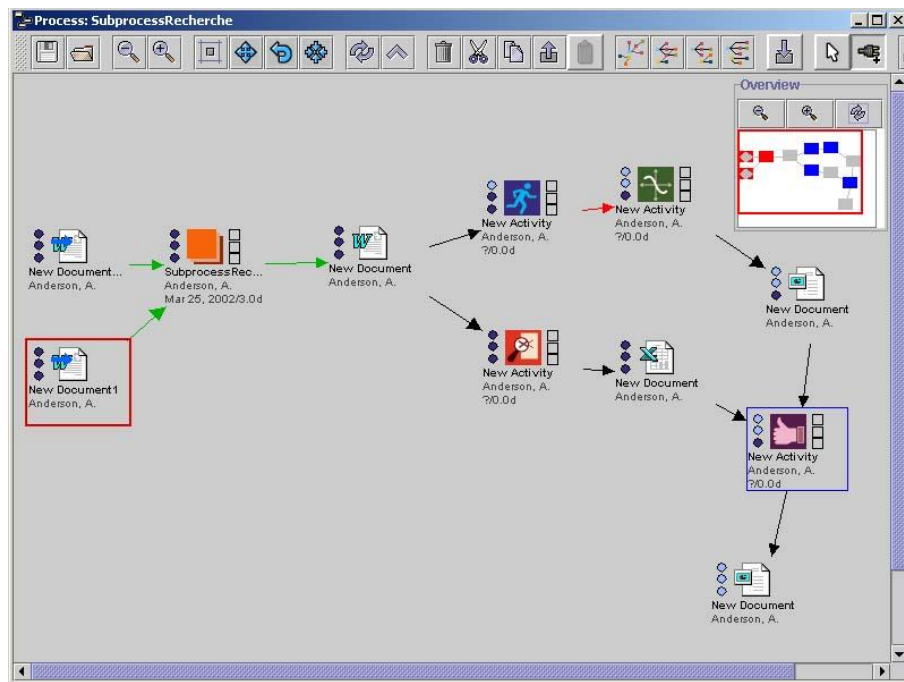 Process: SubprocessRecherche
Overview
New Activity
Anderson, A.
?/0.0d
New Activity
Anderson, A.
?/0.0d
New Document...
Anderson, A.
SubprocessRec...
Anderson, A.
Mar 25, 2002/3.0d
New Document
Anderson, A.
New Document
Anderson, A.
New Document1
Anderson, A.
New Activity
Anderson, A.
?/0.0d
New Document
Anderson, A.
New Activity
Anderson, A.
?/0.0d
New Document
Anderson, A.